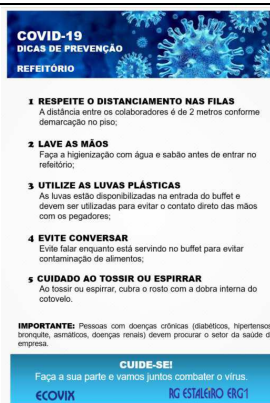 COVID-19
DICAS DE PREVENÇÃO
REFEITÓRIO
1 RESPEITE O DISTANCIAMENTO NAS FILAS
A distância entre os colaboradores é de 2 metros conforme
demarcação no piso;
2 LAVE AS MÃOS
Faça a higienização com água e sabão antes de entrar no
refeitório;
3 UTILIZE AS LUVAS PLÁSTICAS
As luvas estão disponibilizadas na entrada do buffet e
devem ser utilizadas para evitar o contato direto das mãos
com os pegadores;
4 EVITE CONVERSAR
Evite falar enquanto está servindo no buffet para evitar
contaminação de alimentos;
5 CUIDADO AO TOSSIR OU ESPIRRAR
Ao tossir ou espirrar, cubra o rosto com a dobra interna do
cotovelo.
IMPORTANTE: Pessoas com doenças crônicas (diabéticos, hipertensos
bronquite, asmáticos, doenças renais) devem procurar o setor da saúde d
empresa.
CUIDE-SE!
Faça a sua parte e vamos juntos combater o vírus.
ECOVIX
RG ESTALEIRO ERG1